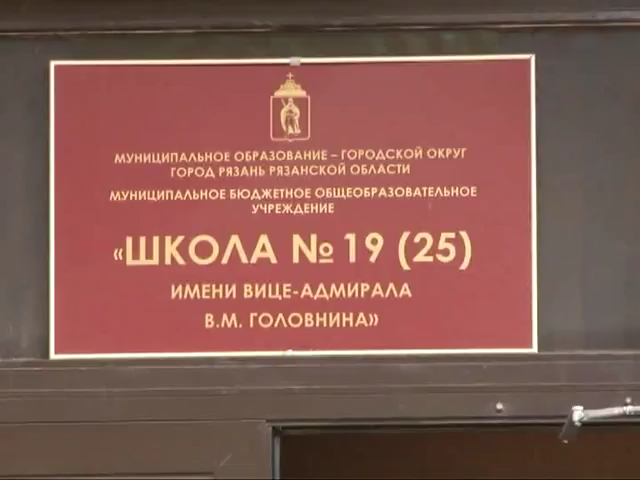 МУНИЦИПАЛЬНОЕ ОБРАЗОВАНИЕ – ГОРОДСКОЙ ОКРУГ
ГОРОД РЯЗАНЬ РЯЗАНСКОЙ ОБЛАСТИ
МУНИЦИПАЛЬНОЕ БЮДЖЕТНОЕ ОБЩЕОБРАЗОВАТЕЛЬНОЕ
УЧРЕЖДЕНИЕ
«ШКОЛА № 19 (25)
ИМЕНИ ВИЦЕ-АДМИРАЛА
В.М. ГОЛОВНИНА»